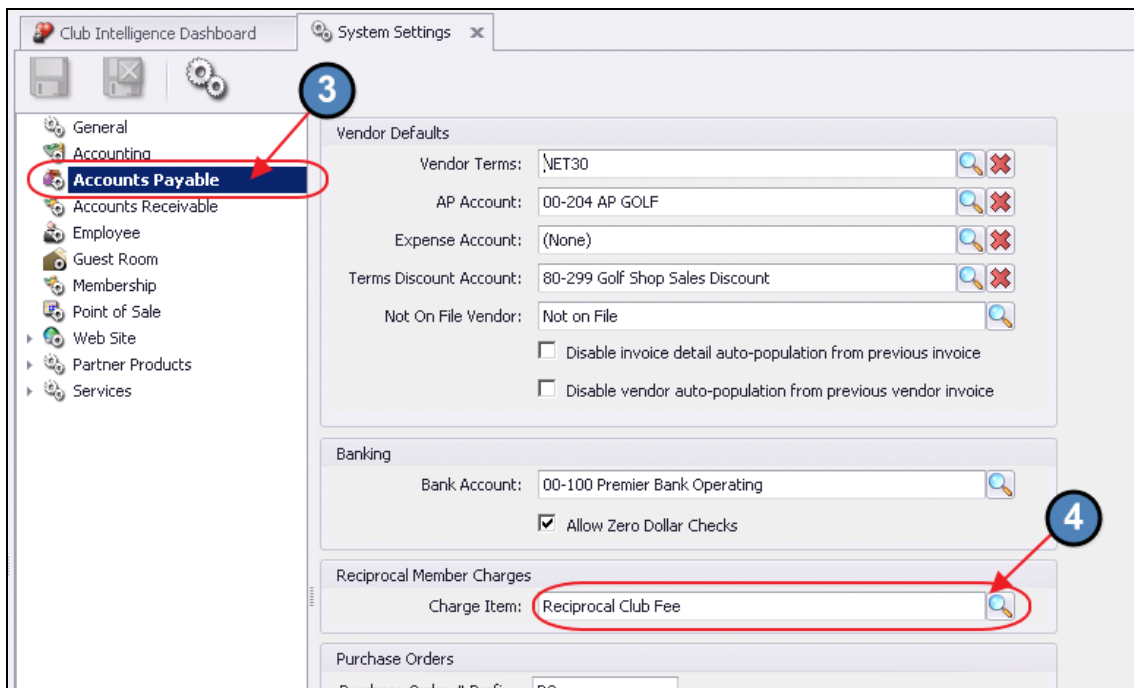 Club Intelligence Dashboard
System Settings
3
General
Accounting
Accounts Payable
Accounts Receivable
Employee
Guest Room
Membership
Point of Sale
Web Site
Partner Products
Services
Vendor Defaults
Vendor Terms: NET30
AP Account: 00-204 AP GOLF
Expense Account: (None)
Terms Discount Account: 80-299 Golf Shop Sales Discount
Not On File Vendor: Not on File
Disable invoice detail auto-population from previous invoice
Disable vendor auto-population from previous vendor invoice
Banking
Bank Account: 00-100 Premier Bank Operating
Allow Zero Dollar Checks
4
Reciprocal Member Charges
Charge Item: Reciprocal Club Fee
Purchase Orders